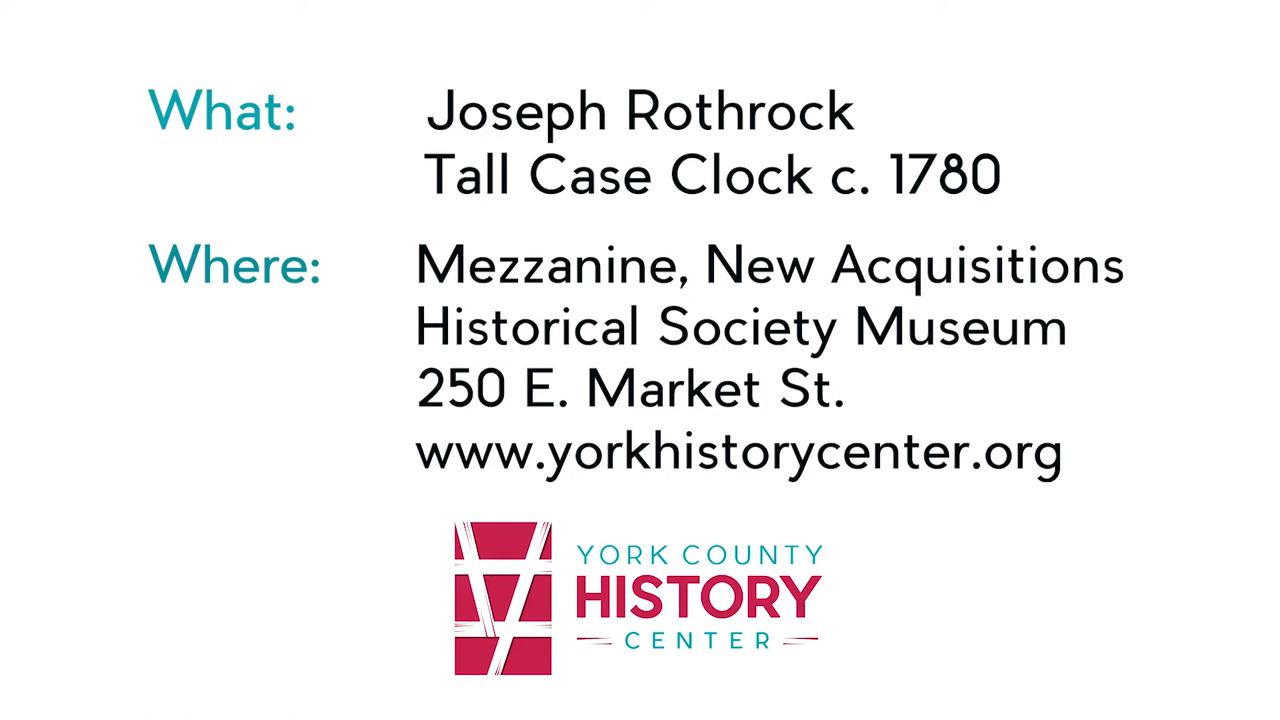 What: Joseph Rothrock
Tall Case Clock c. 1780
Where: Mezzanine, New Acquisitions
Historical Society Museum
250 E. Market St.
www.yorkhistorycenter.org
YORK COUNTY
HISTORY
CENTER